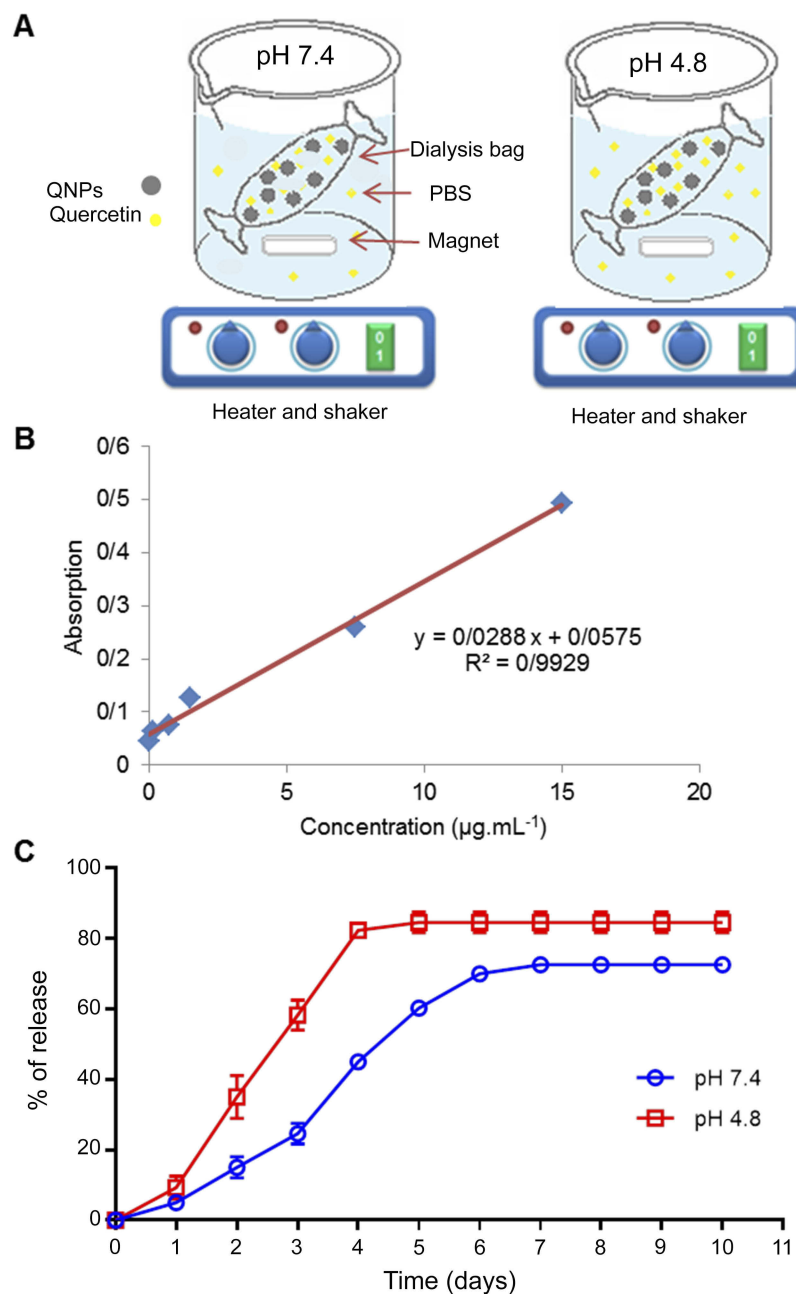 A
pH 7.4
pH 4.8
Dialysis bag
QNPs
PBS
Quercetin
Magnet
0
1
0
1
Heater and shaker
Heater and shaker
B
0/6
0/5
0/4
0/3
0/2
0/1
0
Absorption
y = 0/0288 x + 0/0575
R² = 0/9929
0
5
10
15
20
Concentration (µg.mL⁻¹)
C
100
80
60
40
20
0
% of release
pH 7.4
pH 4.8
0
1
2
3
4
5
6
7
8
9
10
11
Time (days)